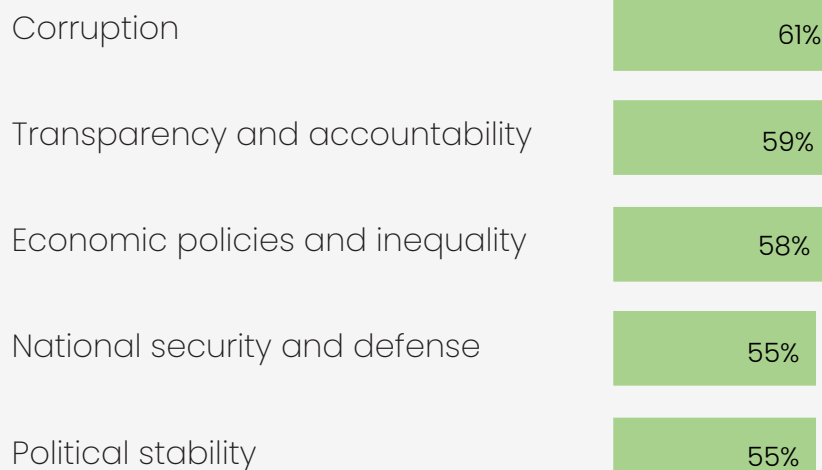 Corruption 61%
Transparency and accountability 59%
Economic policies and inequality 58%
National security and defense 55%
Political stability 55%